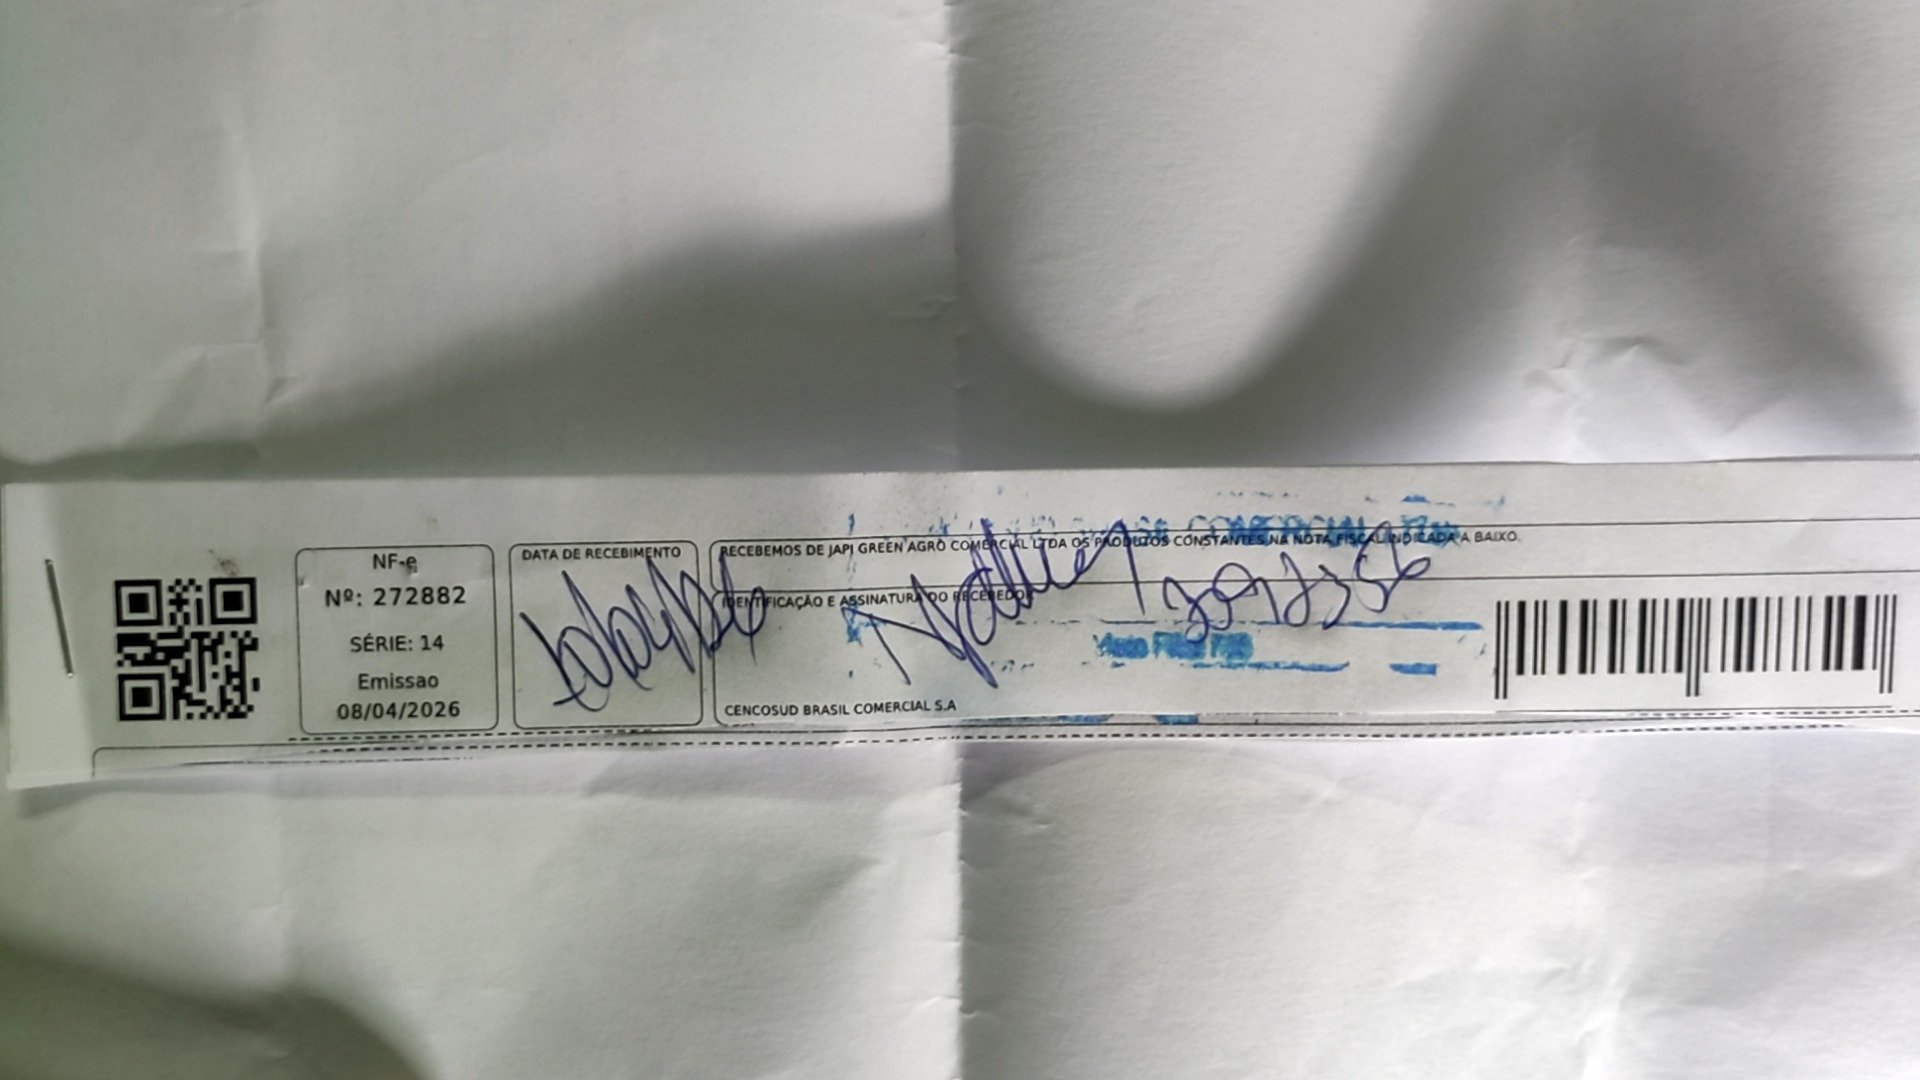 NF-e
Nº: 272882
SÉRIE: 14
Emissao
08/04/2026
DATA DE RECEBIMENTO
RECEBEMOS DE JAPI GREEN AGRO COMERCIAL LTDA OS PRODUTOS CONSTANTES NA NOTA FISCAL INDICADA A BAIXO.
IDENTIFICAÇÃO E ASSINATURA DO RECEBEDOR
CENCOSUD BRASIL COMERCIAL S.A